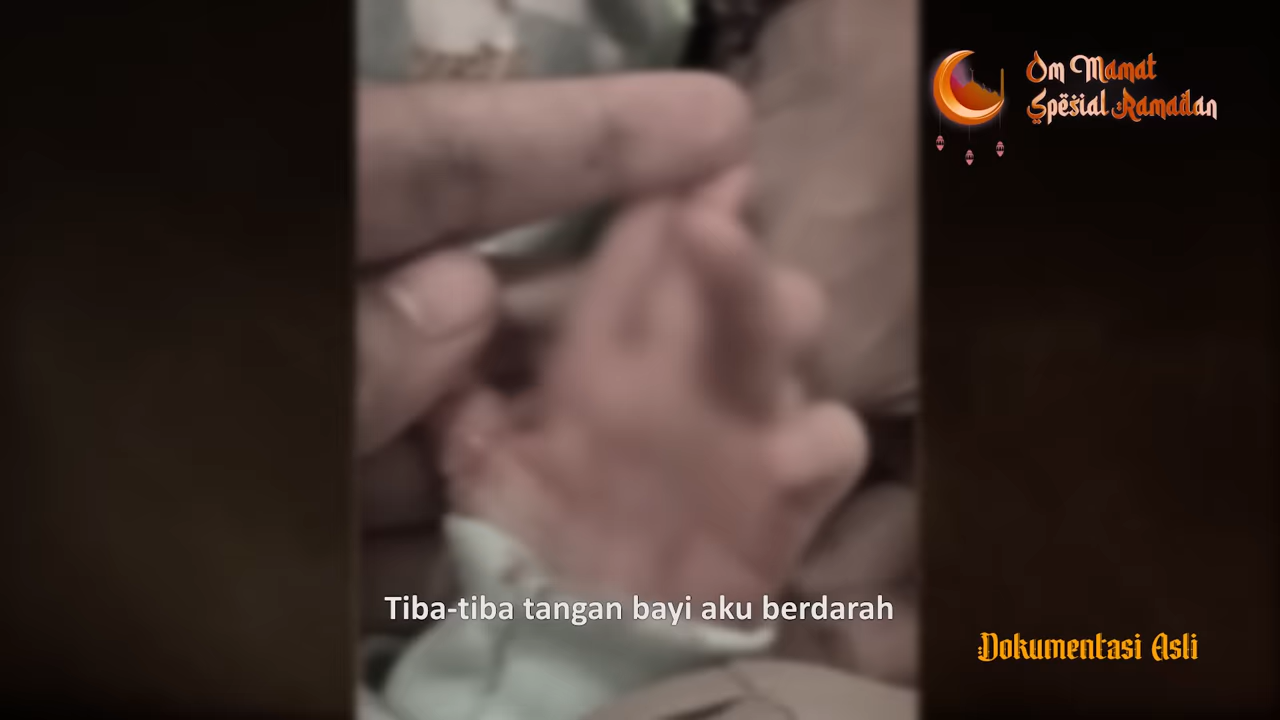 Om Mamat
Spesial Ramadan
Tiba-tiba tangan bayi aku berdarah
Dokumentasi Asli